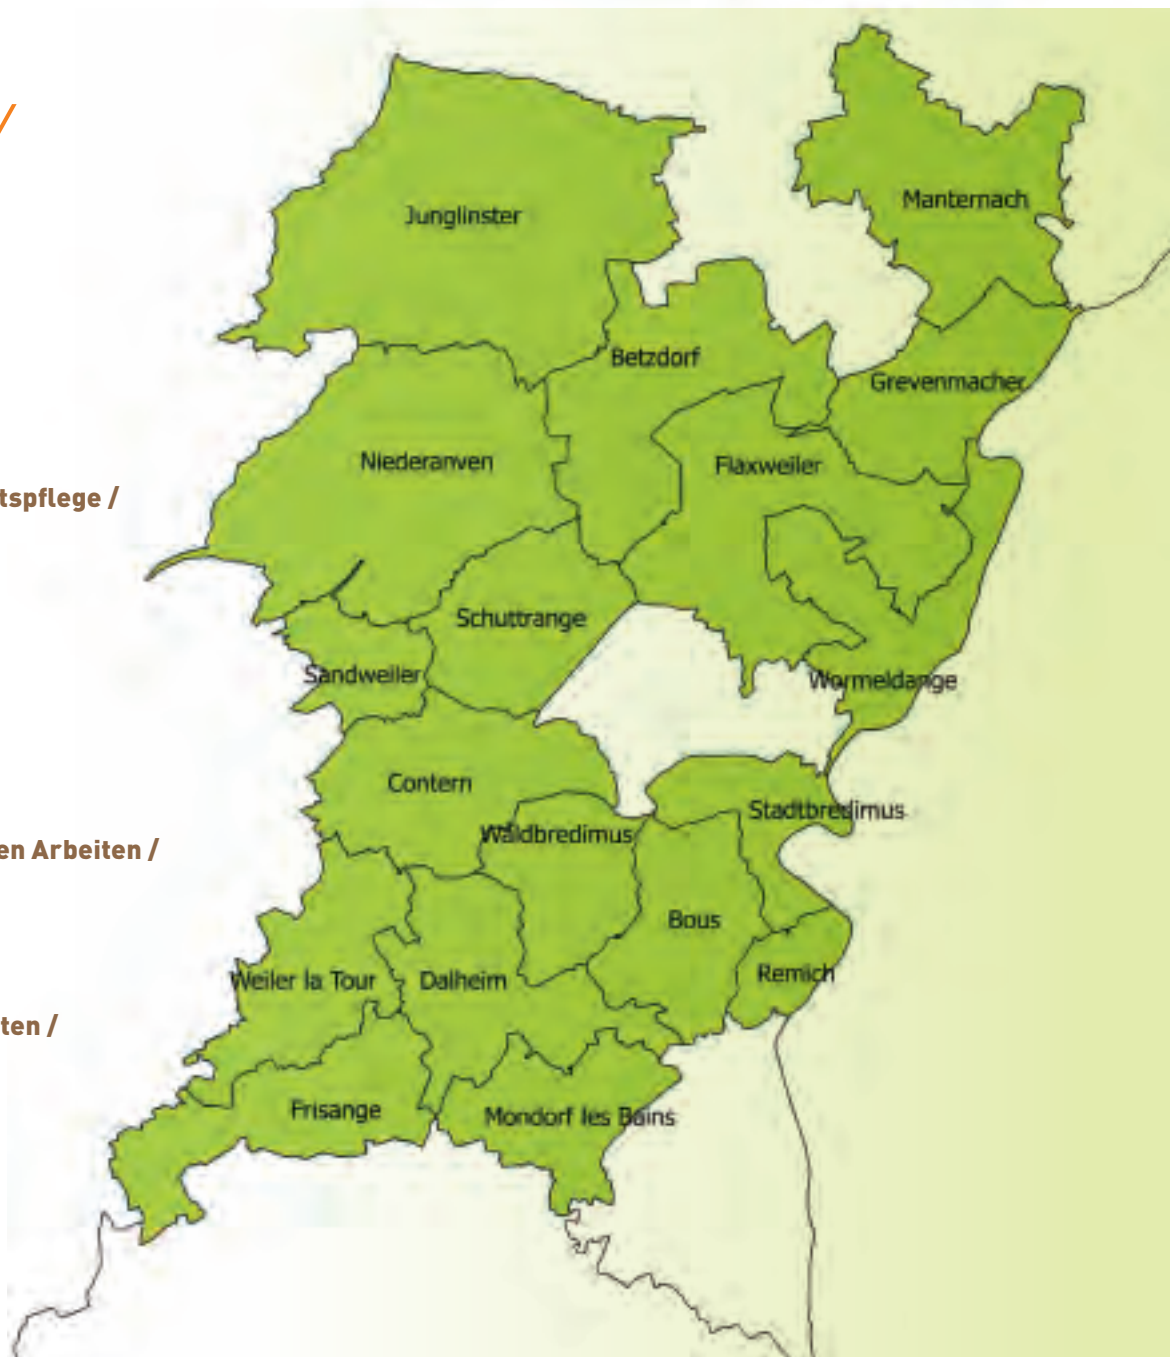 /
Manternach
Junglinster
Betzdorf
Grevenmacher
Niederanven
Flaxweiler
tspflege /
Schuttrange
Sandweiler
Wormeldange
Contern
Stadtbredimus
Waldbredimus
en Arbeiten /
Bous
Remich
Weiler la Tour
Dalheim
ten /
Frisange
Mondorf les Bains